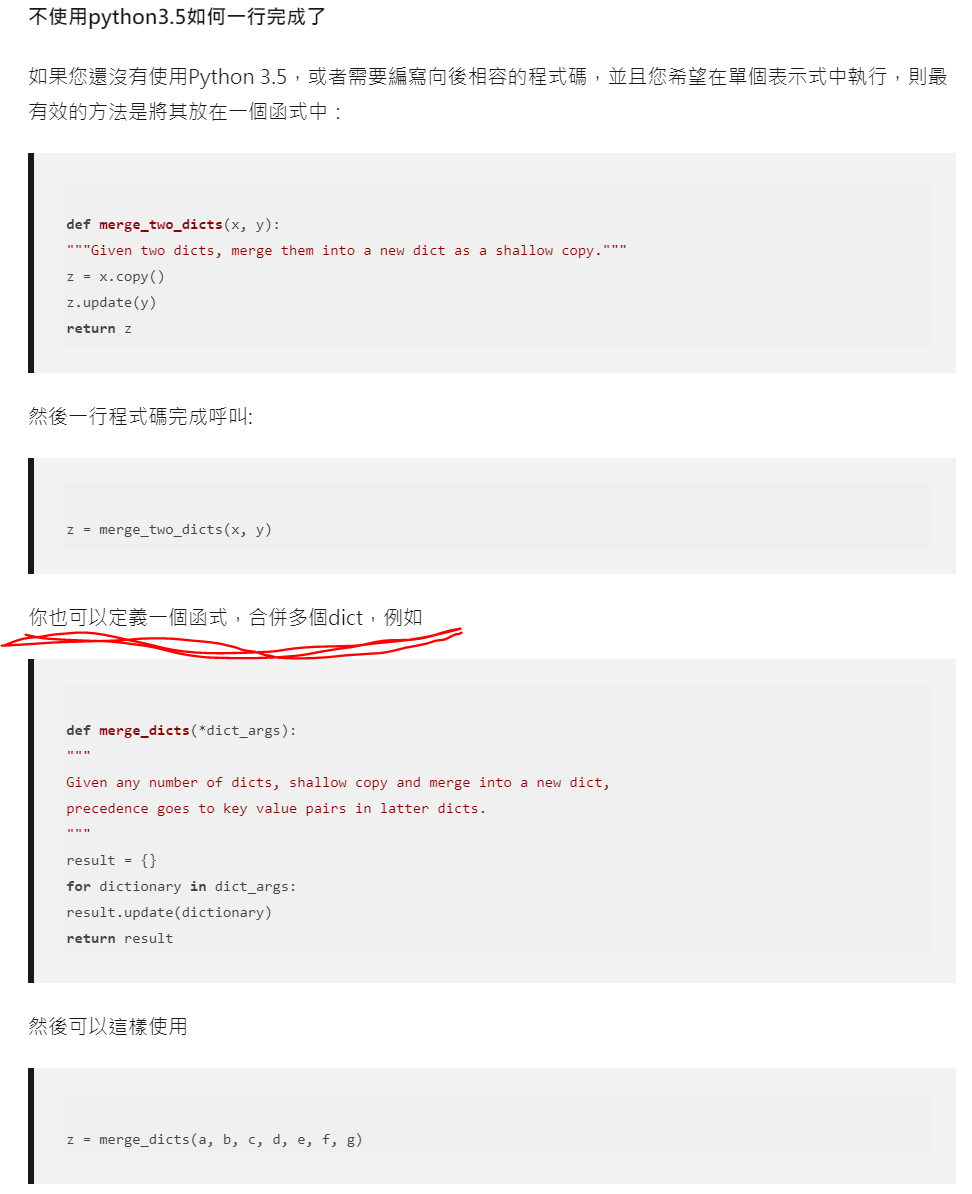 不使用python3.5如何一行完成了
如果您還沒有使用Python 3.5，或者需要編寫向後相容的程式碼，並且您希望在單個表示式中執行，則最
有效的方法是將其放在一個函式中：
def merge_two_dicts(x, y):
"""Given two dicts, merge them into a new dict as a shallow copy."""
z = x.copy()
z.update(y)
return z
然後一行程式碼完成呼叫:
z = merge_two_dicts(x, y)
你也可以定義一個函式，合併多個dict，例如
def merge_dicts(*dict_args):
"""
Given any number of dicts, shallow copy and merge into a new dict,
precedence goes to key value pairs in latter dicts.
"""
result = {}
for dictionary in dict_args:
result.update(dictionary)
return result
然後可以這樣使用
z = merge_dicts(a, b, c, d, e, f, g)